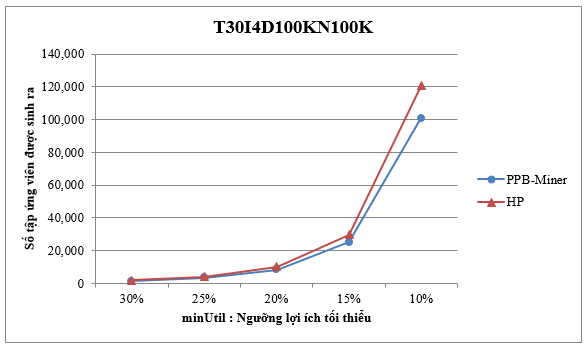 T30I4D100KN100K
Số tập ứng viên được sinh ra
140,000
120,000
100,000
80,000
60,000
40,000
20,000
0
30% 25% 20% 15% 10%
minUtil : Ngưỡng lợi ích tối thiểu
PPB-Miner
HP